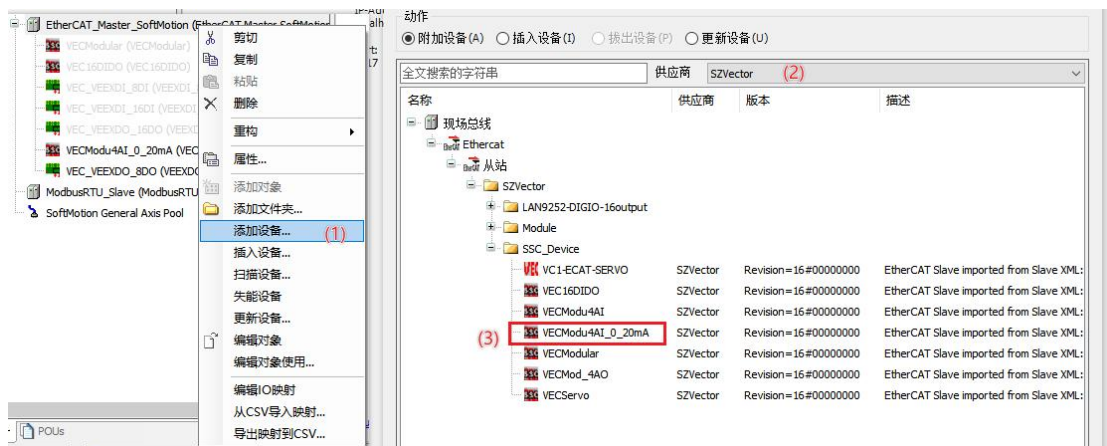 EtherCAT_Master_SoftMotion (EtherCAT Master SoftMotion
VECModular (VECModular)
VEC16DIDO (VEC16DIDO)
VEC_VEEXDI_8DI (VEEXDI_
VEC_VEEXDI_16DI (VEEXDI
VEC_VEEXDO_16DO (VEEXD
VECModu4AI_0_20mA (VEC
VEC_VEEXDO_8DO (VEEXDO
ModbusRTU_Slave (ModbusRTU
SoftMotion General Axis Pool
POUs
剪切
复制
粘贴
删除
重构
属性...
添加对象
添加文件夹...
添加设备... (1)
插入设备...
扫描设备...
失能设备
更新设备...
编辑对象
编辑对象使用...
编辑IO映射
从CSV导入映射...
导出映射到CSV...
动作
附加设备(A) 插入设备(I) 拔出设备(P) 更新设备(U)
全文搜索的字符串 供应商 SZVector (2)
名称 供应商 版本 描述
现场总线
Ethercat
从站
SZVector
LAN9252-DIGIO-16output
Module
SSC_Device
VC1-ECAT-SERVO SZVector Revision=16#00000000 EtherCAT Slave imported from Slave XML:
VEC16DIDO SZVector Revision=16#00000000 EtherCAT Slave imported from Slave XML:
VECModu4AI SZVector Revision=16#00000000 EtherCAT Slave imported from Slave XML:
(3) VECModu4AI_0_20mA SZVector Revision=16#00000000 EtherCAT Slave imported from Slave XML:
VECModular SZVector Revision=16#00000000 EtherCAT Slave imported from Slave XML:
VECMod_4AO SZVector Revision=16#00000000 EtherCAT Slave imported from Slave XML:
VECServo SZVector Revision=16#00000000 EtherCAT Slave imported from Slave XML: